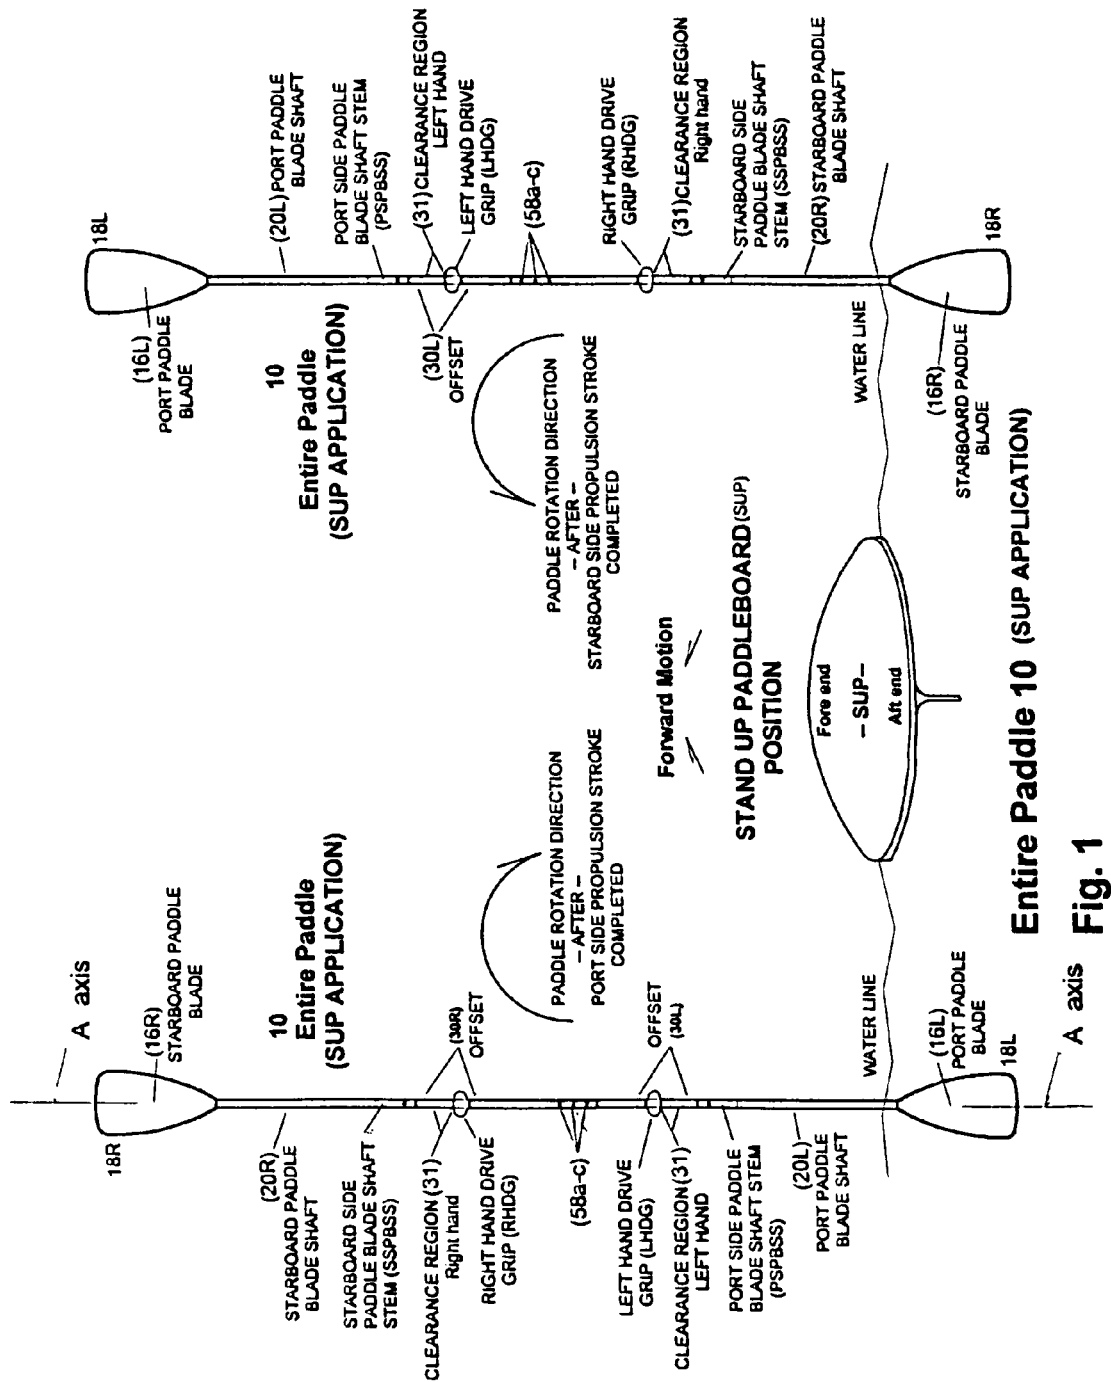 A axis
18R
(16R)
STARBOARD PADDLE
BLADE
(20R)
STARBOARD PADDLE
BLADE SHAFT
10
Entire Paddle
(SUP APPLICATION)
STARBOARD SIDE
PADDLE BLADE SHAFT
STEM (SSPBSS)
CLEARANCE REGION (31)
Right hand
RIGHT HAND DRIVE
GRIP (RHDG)
(30R)
OFFSET
(58a-c)
PADDLE ROTATION DIRECTION
– AFTER –
PORT SIDE PROPULSION STROKE
COMPLETED
LEFT HAND DRIVE
GRIP (LHDG)
OFFSET
(30L)
CLEARANCE REGION (31)
LEFT HAND
PORT SIDE PADDLE
BLADE SHAFT STEM
(PSPBSS)
(20L)
PORT PADDLE
BLADE SHAFT
WATER LINE
(16L)
PORT PADDLE
BLADE
18L
A axis
Forward Motion
STAND UP PADDLEBOARD (SUP)
POSITION
Fore end
– SUP–
Aft end
18L
(16L)
PORT PADDLE
BLADE
10
Entire Paddle
(SUP APPLICATION)
(20L) PORT PADDLE
BLADE SHAFT
PORT SIDE PADDLE
BLADE SHAFT STEM
(PSPBSS)
(31) CLEARANCE REGION
LEFT HAND
(30L)
OFFSET
LEFT HAND DRIVE
GRIP (LHDG)
(58a-c)
PADDLE ROTATION DIRECTION
– AFTER –
STARBOARD SIDE PROPULSION STROKE
COMPLETED
RIGHT HAND DRIVE
GRIP (RHDG)
(31) CLEARANCE REGION
Right hand
STARBOARD SIDE
PADDLE BLADE SHAFT
STEM (SSPBSS)
(20R) STARBOARD PADDLE
BLADE SHAFT
WATER LINE
(16R)
STARBOARD PADDLE
BLADE
18R
Entire Paddle 10 (SUP APPLICATION)
Fig. 1